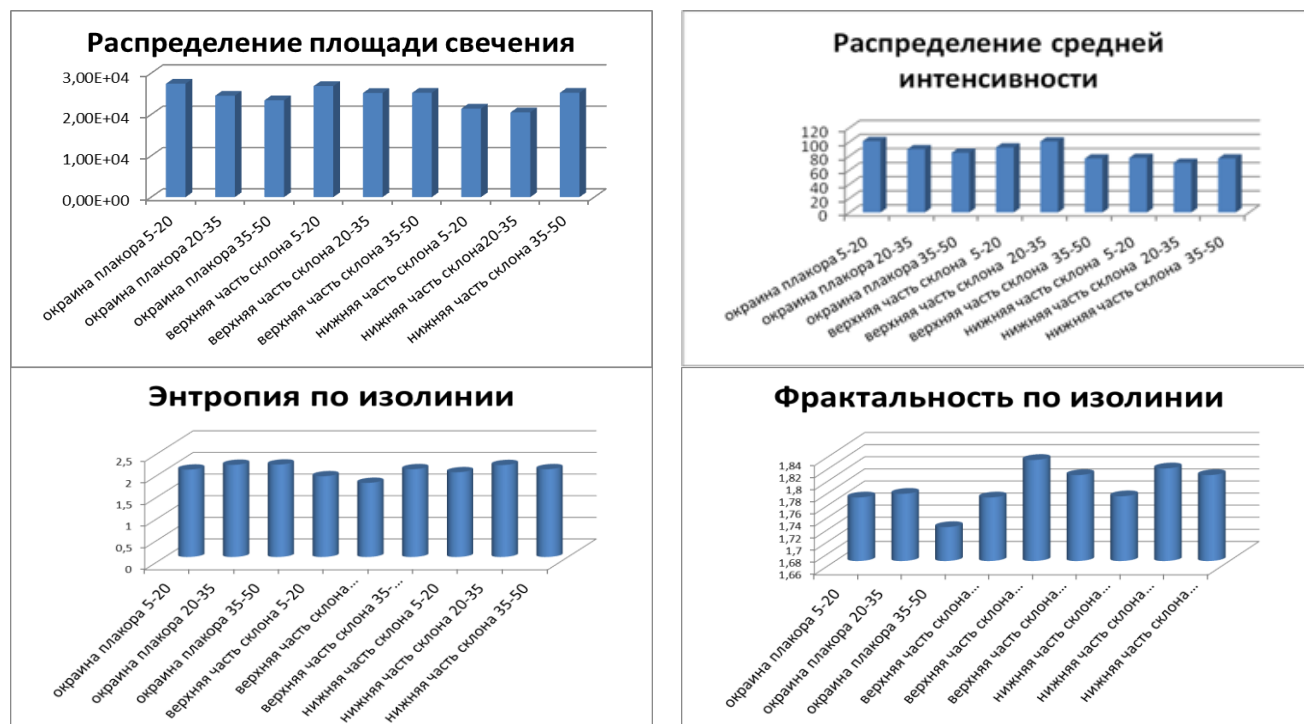 Распределение площади свечения
3,00E+04
2,00E+04
1,00E+04
0,00E+00
окраина плакора 5-20
окраина плакора 20-35
окраина плакора 35-50
верхняя часть склона 5-20
верхняя часть склона 20-35
верхняя часть склона 35-50
нижняя часть склона 5-20
нижняя часть склона20-35
нижняя часть склона 35-50
Распределение средней
интенсивности
120
100
80
60
40
20
0
окраина плакора 5-20
окраина плакора 20-35
окраина плакора 35-50
верхняя часть склона 5-20
верхняя часть склона 20-35
верхняя часть склона 35-50
нижняя часть склона 5-20
нижняя часть склона 20-35
нижняя часть склона 35-50
Энтропия по изолинии
2,5
2
1,5
1
0,5
0
окраина плакора 5-20
окраина плакора 20-35
окраина плакора 35-50
верхняя часть склона 5-20
верхняя часть склона...
верхняя часть склона 35-...
нижняя часть склона 5-20
нижняя часть склона 20-35
нижняя часть склона 35-50
Фрактальность по изолинии
1,84
1,82
1,8
1,78
1,76
1,74
1,72
1,7
1,68
1,66
окраина плакора 5-20
окраина плакора 20-35
окраина плакора 35-50
верхняя часть склона...
верхняя часть склона...
верхняя часть склона...
нижняя часть склона...
нижняя часть склона...
нижняя часть склона...